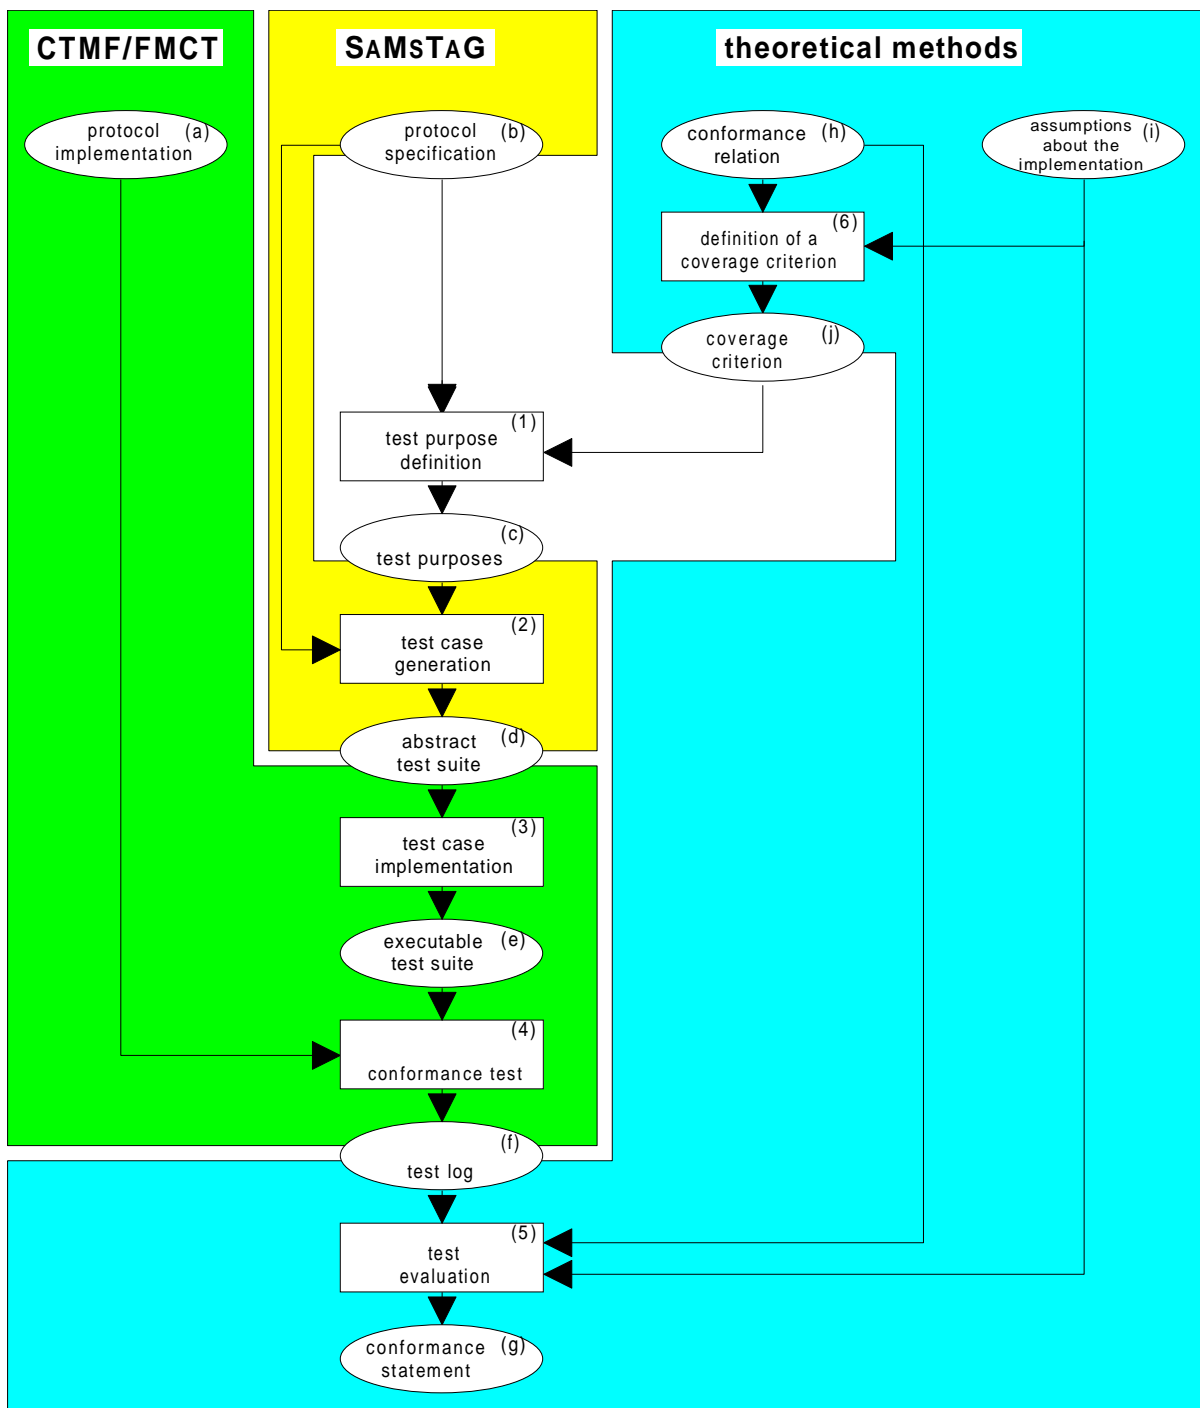 CTMF/FMCT
SAMSTAG
theoretical methods
protocol (a)
implementation
protocol (b)
specification
conformance (h)
relation
assumptions (i)
about the
implementation
(6)
definition of a
coverage criterion
coverage (j)
criterion
(1)
test purpose
definition
(c)
test purposes
(2)
test case
generation
abstract (d)
test suite
(3)
test case
implementation
executable (e)
test suite
(4)
conformance test
(f)
test log
(5)
test
evaluation
conformance (g)
statement